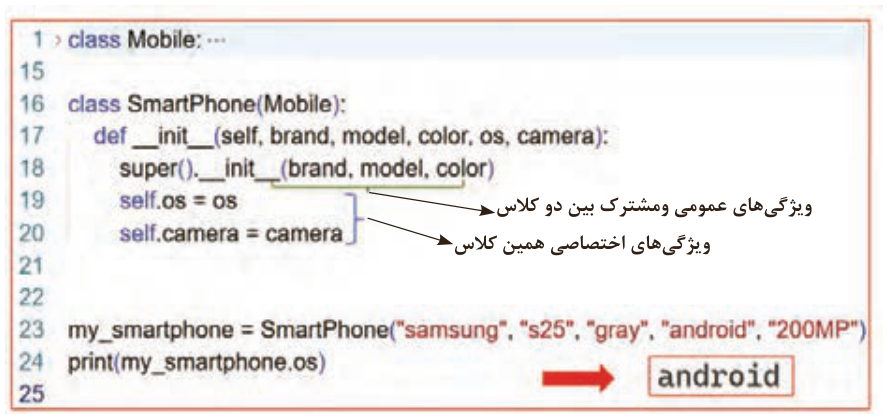 1 > class Mobile: ···
15
16 class SmartPhone(Mobile):
17 def __init__(self, brand, model, color, os, camera):
18 super().__init__(brand, model, color)
19 self.os = os
ویژگی‌های عمومی ومشترک بین دو کلاس
20 self.camera = camera
ویژگی‌های اختصاصی همین کلاس
21
22
23 my_smartphone = SmartPhone("samsung", "s25", "gray", "android", "200MP")
24 print(my_smartphone.os)
android
25